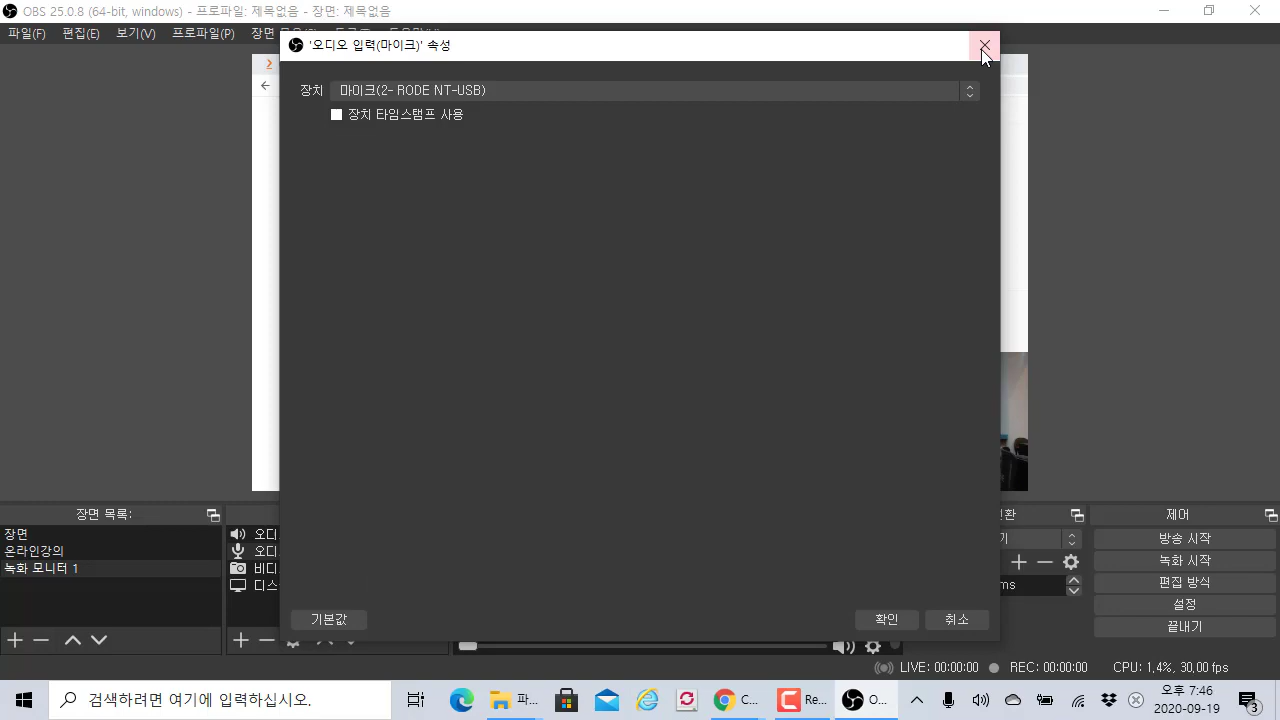 OBS 25.0.8 (64-bit, windows) - 프로파일: 제목없음 - 장면: 제목없음
파일(F) 편집(E) 보기(V) 프로파일(P)
'오디오 입력(마이크)' 속성
장치 마이크(2- RODE NT-USB)
장치 타임스탬프 사용
기본값 확인 취소
장면 목록:
장면
온라인강의
녹화 모니터 1
오디
오디
비디
디스
환
기
ms
제어
방송 시작
녹화 시작
편집 방식
설정
끝내기
LIVE: 00:00:00 REC: 00:00:00 CPU: 1,4%, 30,00 fps
검색하려면 여기에 입력하십시오.
파...
C...
Re...
O...
오후 7:46
2020-09-19
3